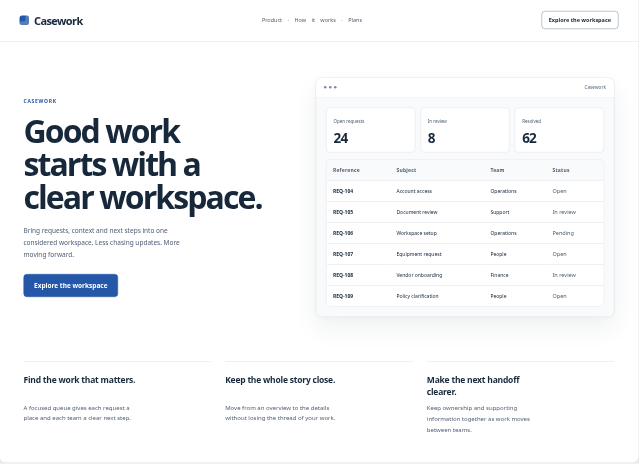 Casework
Product · How it works · Plans
Explore the workspace
CASEWORK
Good work
starts with a
clear workspace.
Bring requests, context and next steps into one
considered workspace. Less chasing updates. More
moving forward.
Explore the workspace
Casework
Open requests In review Resolved
24 8 62
Reference Subject Team Status
REQ-104 Account access Operations Open
REQ-105 Document review Support In review
REQ-106 Workspace setup Operations Pending
REQ-107 Equipment request People Open
REQ-108 Vendor onboarding Finance In review
REQ-109 Policy clarification People Open
Find the work that matters.
A focused queue gives each request a
place and each team a clear next step.
Keep the whole story close.
Move from an overview to the details
without losing the thread of your work.
Make the next handoff
clearer.
Keep ownership and supporting
information together as work moves
between teams.